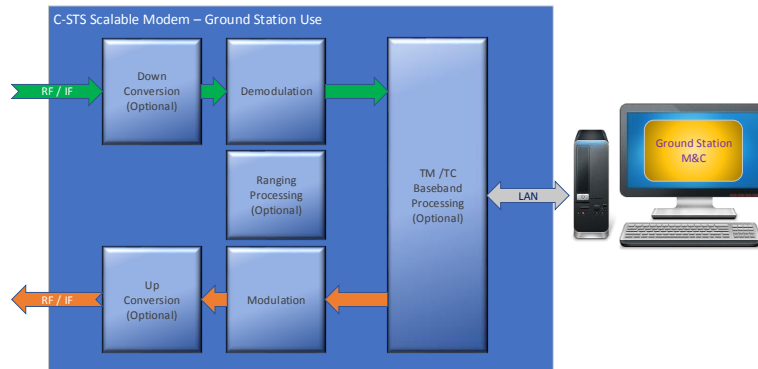 C-STS Scalable Modem – Ground Station Use
RF / IF
Down
Conversion
(Optional)
Demodulation
Ranging
Processing
(Optional)
TM /TC
Baseband
Processing
(Optional)
LAN
Ground Station
M&C
RF / IF
Up
Conversion
(Optional)
Modulation